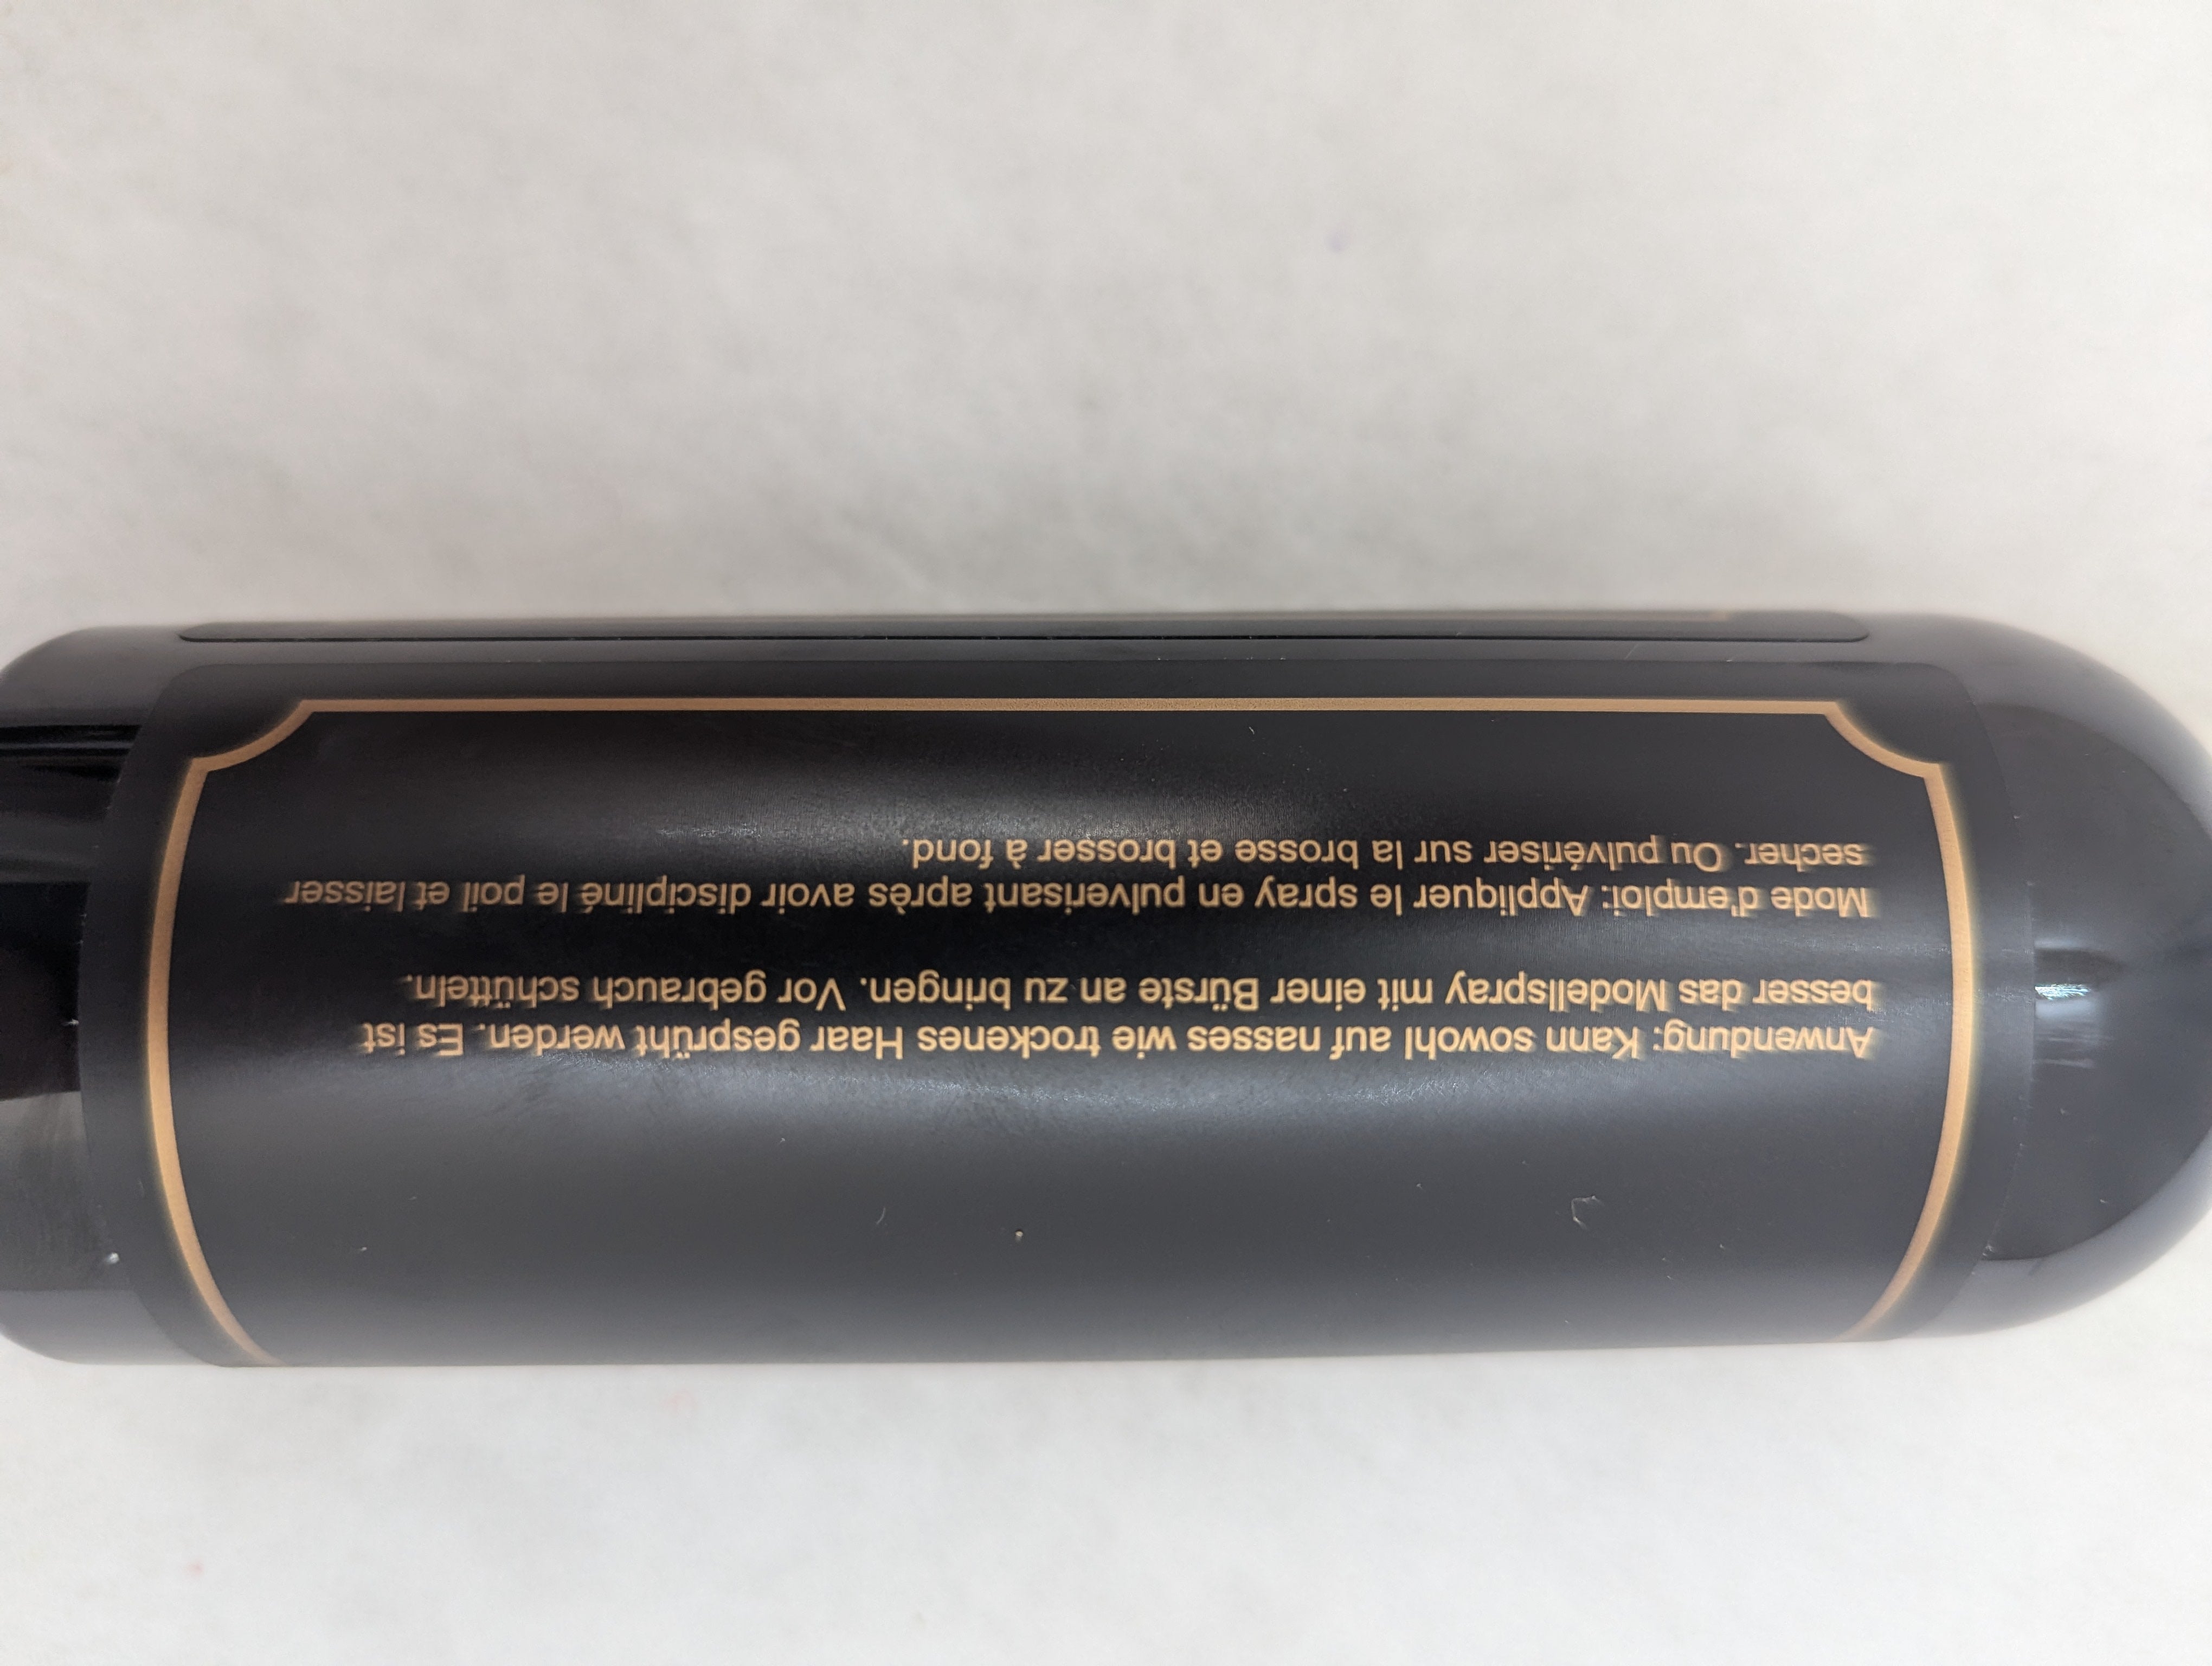 Anwendung: Kann sowohl auf nasses wie trockenes Haar gesprüht werden. Es ist
besser das Modellspray mit einer Bürste an zu bringen. Vor gebrauch schütteln.
Mode d'emploi: Appliquer le spray en pulverisant après avoir discipliné le poil et laisser
secher. Ou pulvériser sur la brosse et brosser à fond.